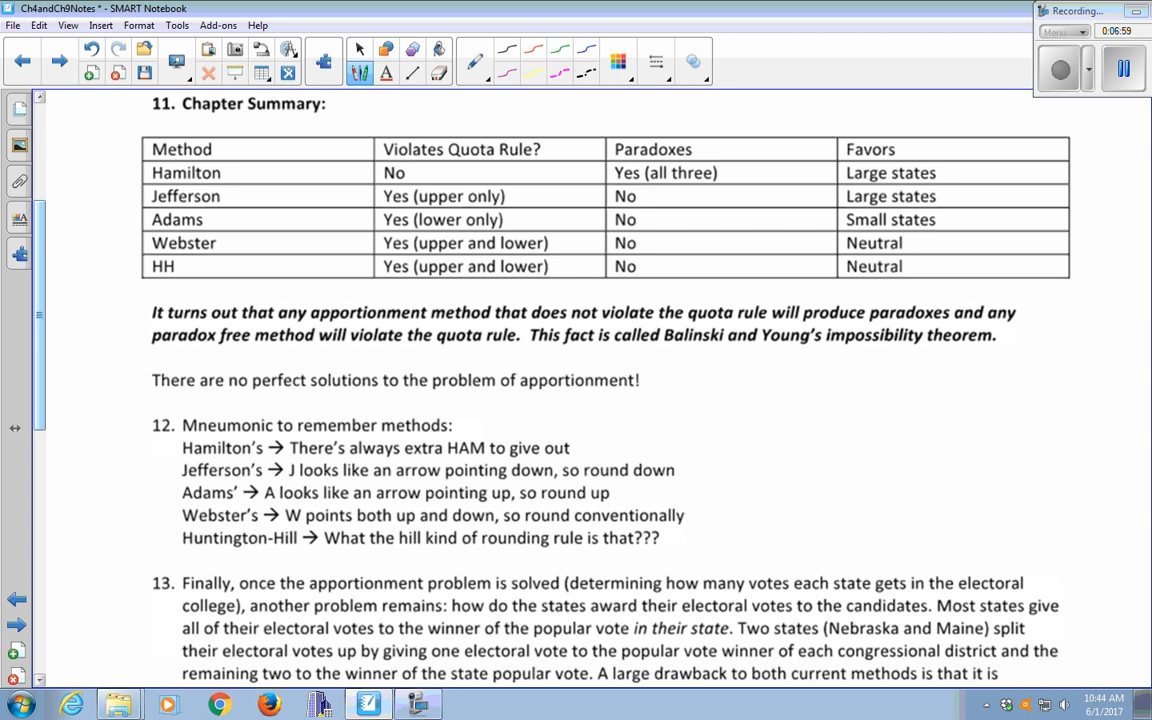 Ch4andCh9Notes * - SMART Notebook
Recording...
File Edit View Insert Format Tools Add-ons Help
Menu
0:06:59
11. Chapter Summary:
Method Violates Quota Rule? Paradoxes Favors
Hamilton No Yes (all three) Large states
Jefferson Yes (upper only) No Large states
Adams Yes (lower only) No Small states
Webster Yes (upper and lower) No Neutral
HH Yes (upper and lower) No Neutral
It turns out that any apportionment method that does not violate the quota rule will produce paradoxes and any
paradox free method will violate the quota rule. This fact is called Balinski and Young's impossibility theorem.
There are no perfect solutions to the problem of apportionment!
12. Mneumonic to remember methods:
Hamilton's → There's always extra HAM to give out
Jefferson's → J looks like an arrow pointing down, so round down
Adams' → A looks like an arrow pointing up, so round up
Webster's → W points both up and down, so round conventionally
Huntington-Hill → What the hill kind of rounding rule is that???
13. Finally, once the apportionment problem is solved (determining how many votes each state gets in the electoral
college), another problem remains: how do the states award their electoral votes to the candidates. Most states give
all of their electoral votes to the winner of the popular vote in their state. Two states (Nebraska and Maine) split
their electoral votes up by giving one electoral vote to the popular vote winner of each congressional district and the
remaining two to the winner of the state popular vote. A large drawback to both current methods is that it is
10:44 AM
6/1/2017